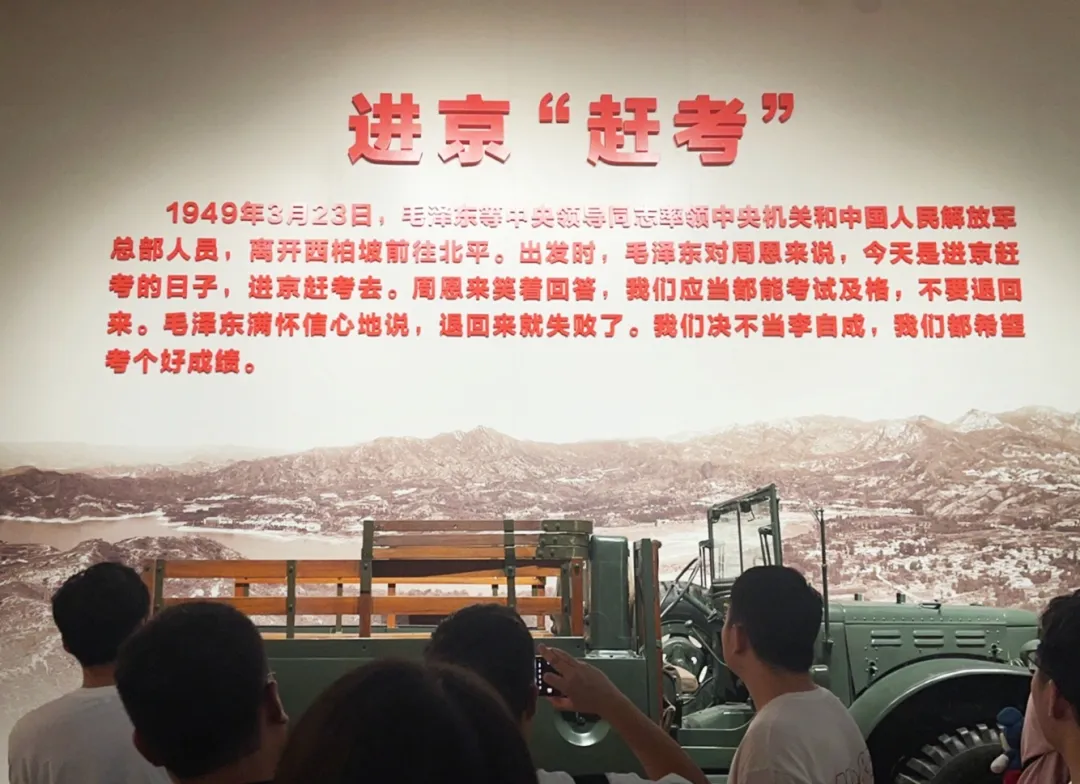 进京“赶考”
1949年3月23日，毛泽东等中央领导同志率领中央机关和中国人民解放军
总部人员，离开西柏坡前往北平。出发时，毛泽东对周恩来说，今天是进京赶
考的日子，进京赶考去。周恩来笑着回答，我们应当都能考试及格，不要退回
来。毛泽东满怀信心地说，退回来就失败了。我们决不当李自成，我们都希望
考个好成绩。